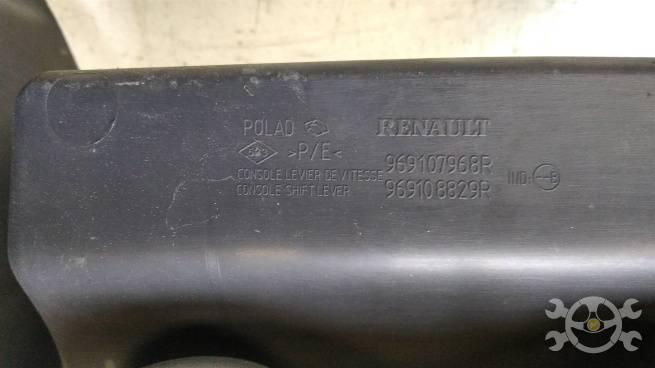 POLAD RENAULT
>P/E< 969107968R
CONSOLE LEVIER DE VITESSE
CONSOLE SHIFT LEVER 969108829R
IND: B